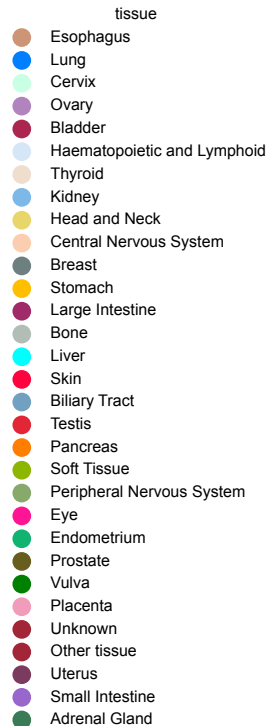 tissue
Esophagus
Lung
Cervix
Ovary
Bladder
Haematopoietic and Lymphoid
Thyroid
Kidney
Head and Neck
Central Nervous System
Breast
Stomach
Large Intestine
Bone
Liver
Skin
Biliary Tract
Testis
Pancreas
Soft Tissue
Peripheral Nervous System
Eye
Endometrium
Prostate
Vulva
Placenta
Unknown
Other tissue
Uterus
Small Intestine
Adrenal Gland